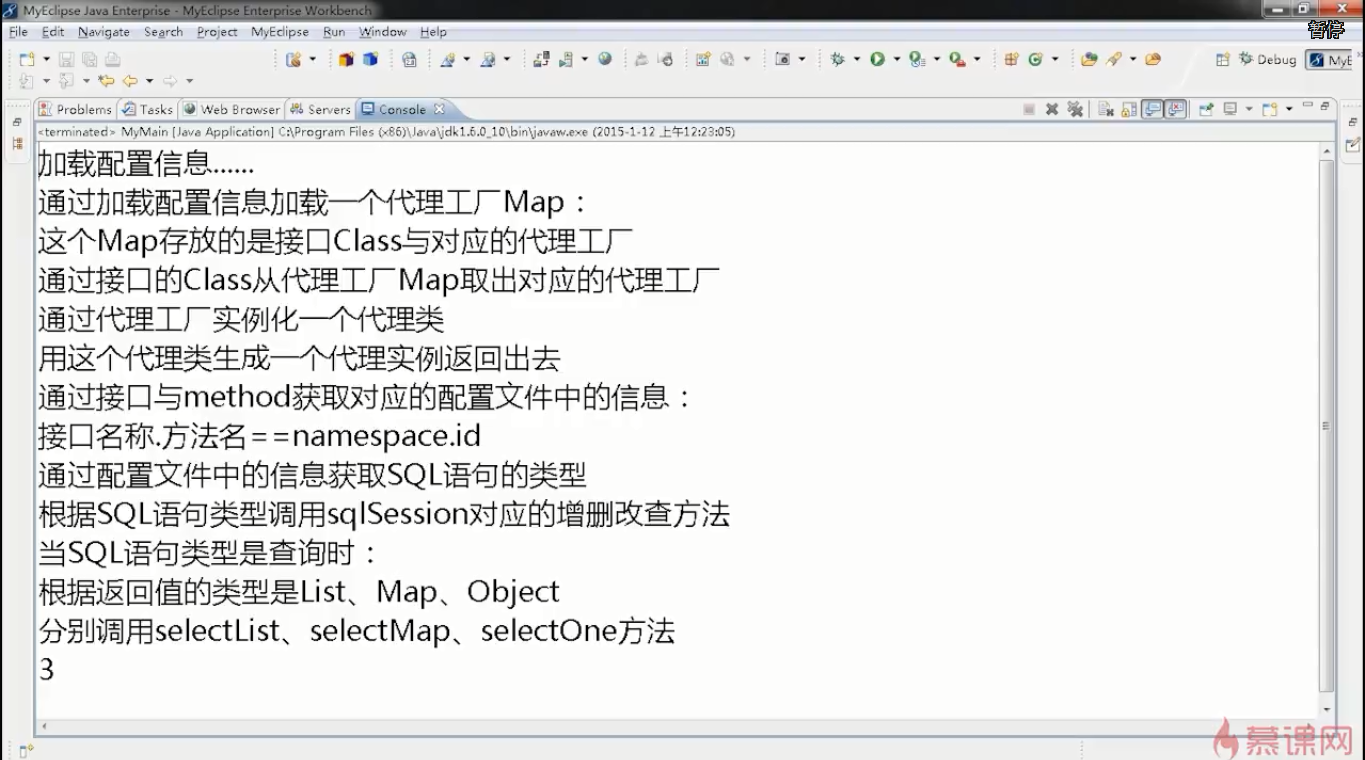 MyEclipse Java Enterprise - MyEclipse Enterprise Workbench
暂停
File Edit Navigate Search Project MyEclipse Run Window Help
Debug MyE
Problems Tasks Web Browser Servers Console
<terminated> MyMain [Java Application] C:\Program Files (x86)\Java\jdk1.6.0_10\bin\javaw.exe (2015-1-12 上午12:23:05)
加载配置信息......
通过加载配置信息加载一个代理工厂Map：
这个Map存放的是接口Class与对应的代理工厂
通过接口的Class从代理工厂Map取出对应的代理工厂
通过代理工厂实例化一个代理类
用这个代理类生成一个代理实例返回出去
通过接口与method获取对应的配置文件中的信息：
接口名称.方法名==namespace.id
通过配置文件中的信息获取SQL语句的类型
根据SQL语句类型调用sqlSession对应的增删改查方法
当SQL语句类型是查询时：
根据返回值的类型是List、Map、Object
分别调用selectList、selectMap、selectOne方法
3
慕课网